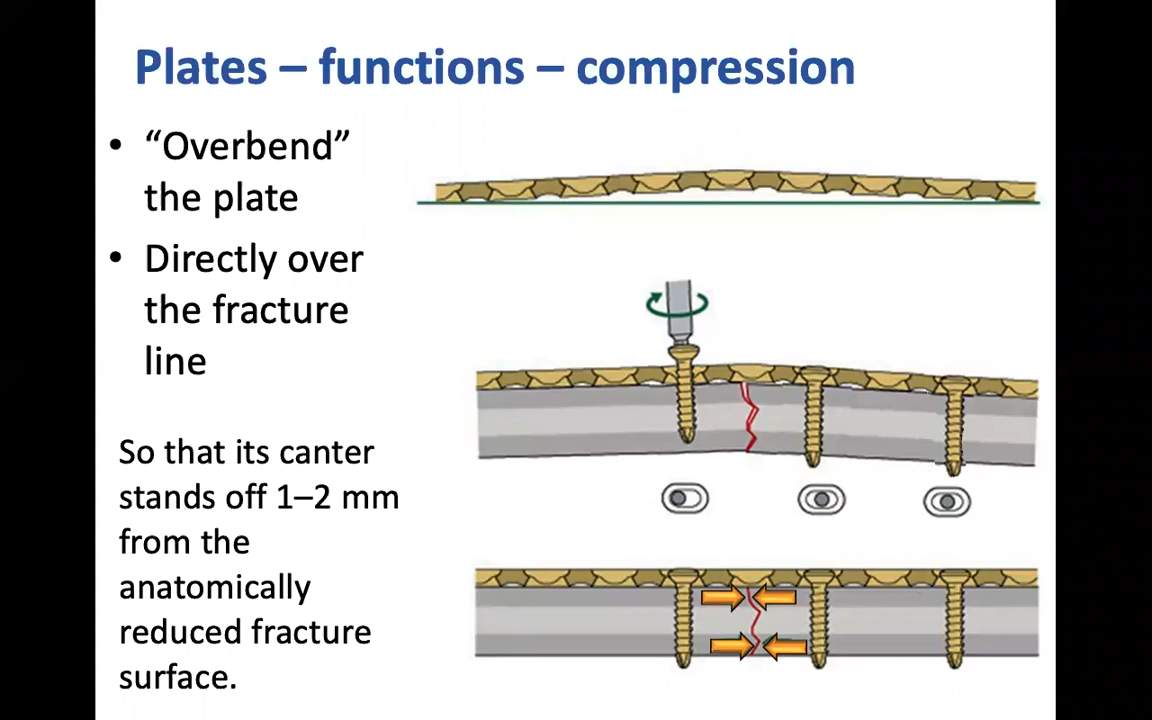 Plates – functions – compression
• “Overbend”
the plate
• Directly over
the fracture
line
So that its canter
stands off 1–2 mm
from the
anatomically
reduced fracture
surface.